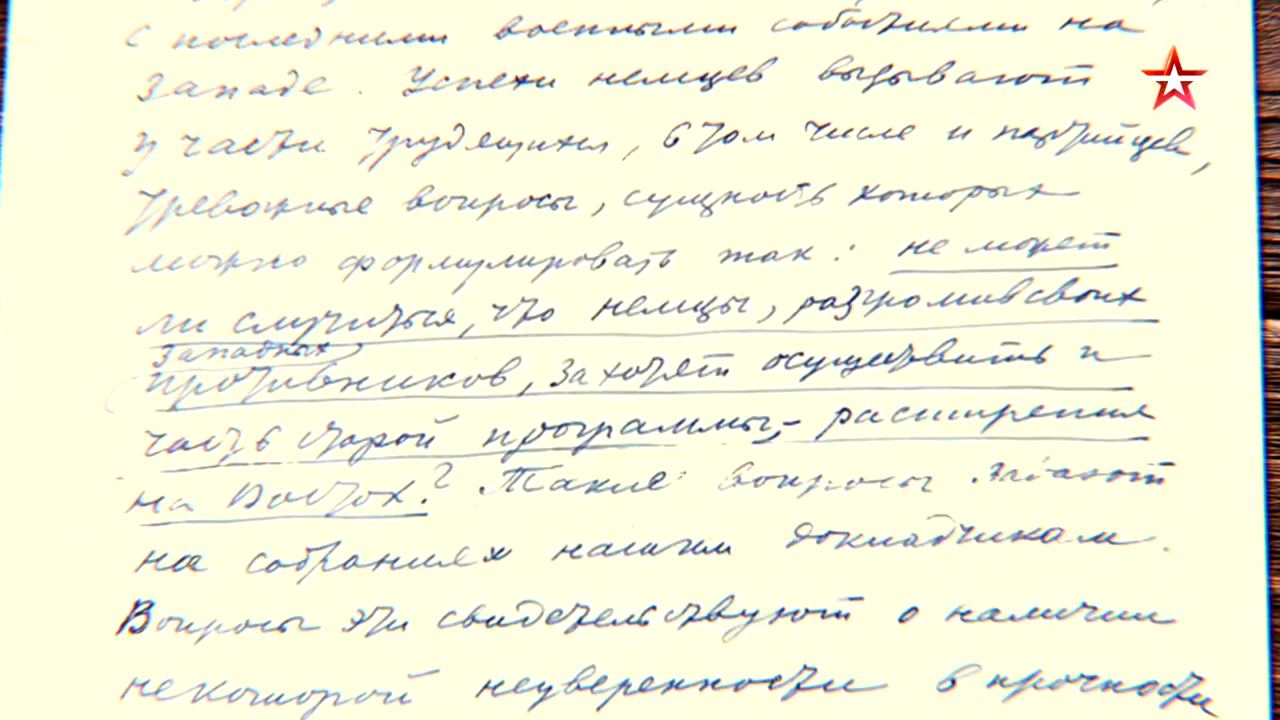 с последними военными событиями на
Западе. Успехи немцев вызывают
у части трудящихся, в том числе и партийцев,
тревожные вопросы, сущность которых
можно формулировать так: не может
ли случиться, что немцы, разгромив своих
западных
противников, захотят осуществить и
часть старой программы, - расширения
на Восток? Такие вопросы задают
на собраниях нашим докладчикам.
Вопросы эти свидетельствуют о наличии
некоторой неуверенности в прочности